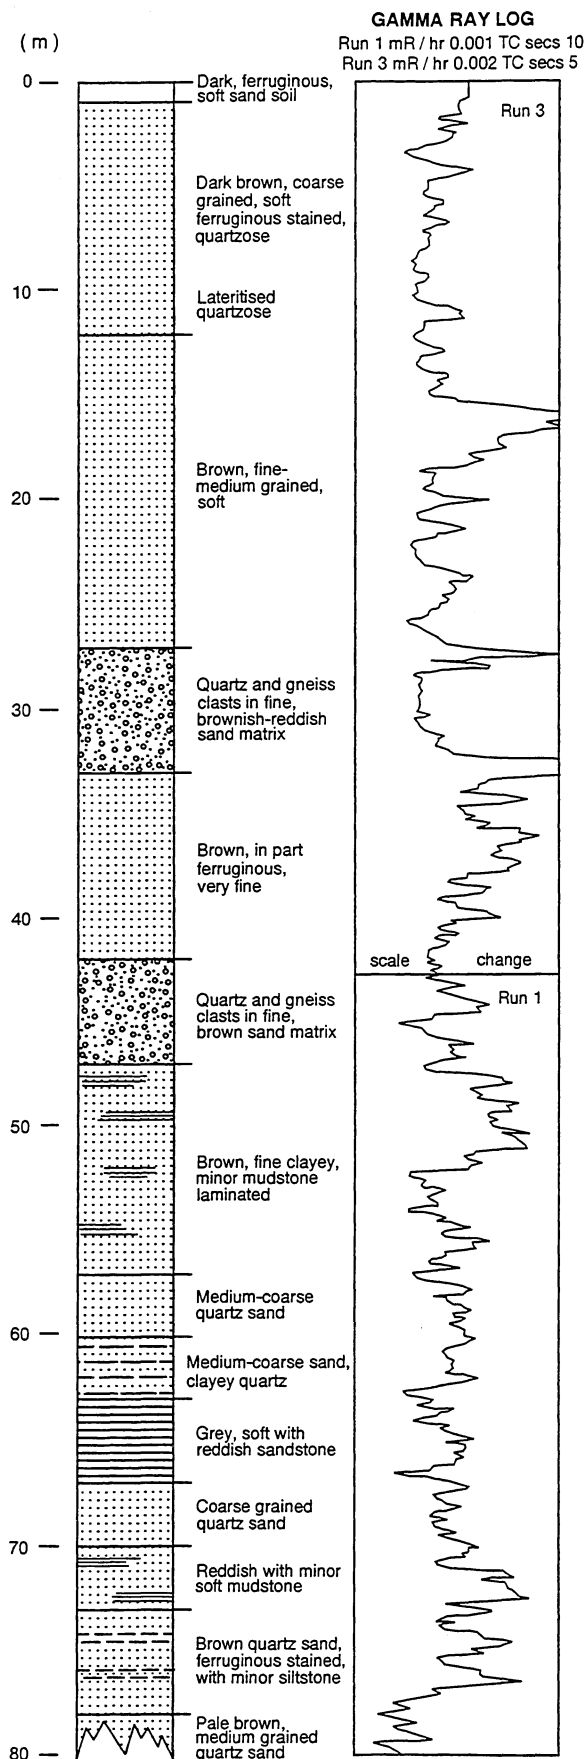 GAMMA RAY LOG
Run 1 mR / hr 0.001 TC secs 10
Run 3 mR / hr 0.002 TC secs 5
(m)
0
Dark, ferruginous,
soft sand soil
Run 3
Dark brown, coarse
grained, soft
ferruginous stained,
quartzose
10
Lateritised
quartzose
Brown, fine-
medium grained,
soft
20
Quartz and gneiss
clasts in fine,
brownish-reddish
sand matrix
30
Brown, in part
ferruginous,
very fine
40
scale change
Run 1
Quartz and gneiss
clasts in fine,
brown sand matrix
50
Brown, fine clayey,
minor mudstone
laminated
Medium-coarse
quartz sand
60
Medium-coarse sand,
clayey quartz
Grey, soft with
reddish sandstone
Coarse grained
quartz sand
70
Reddish with minor
soft mudstone
Brown quartz sand,
ferruginous stained,
with minor siltstone
Pale brown,
medium grained
quartz sand
80